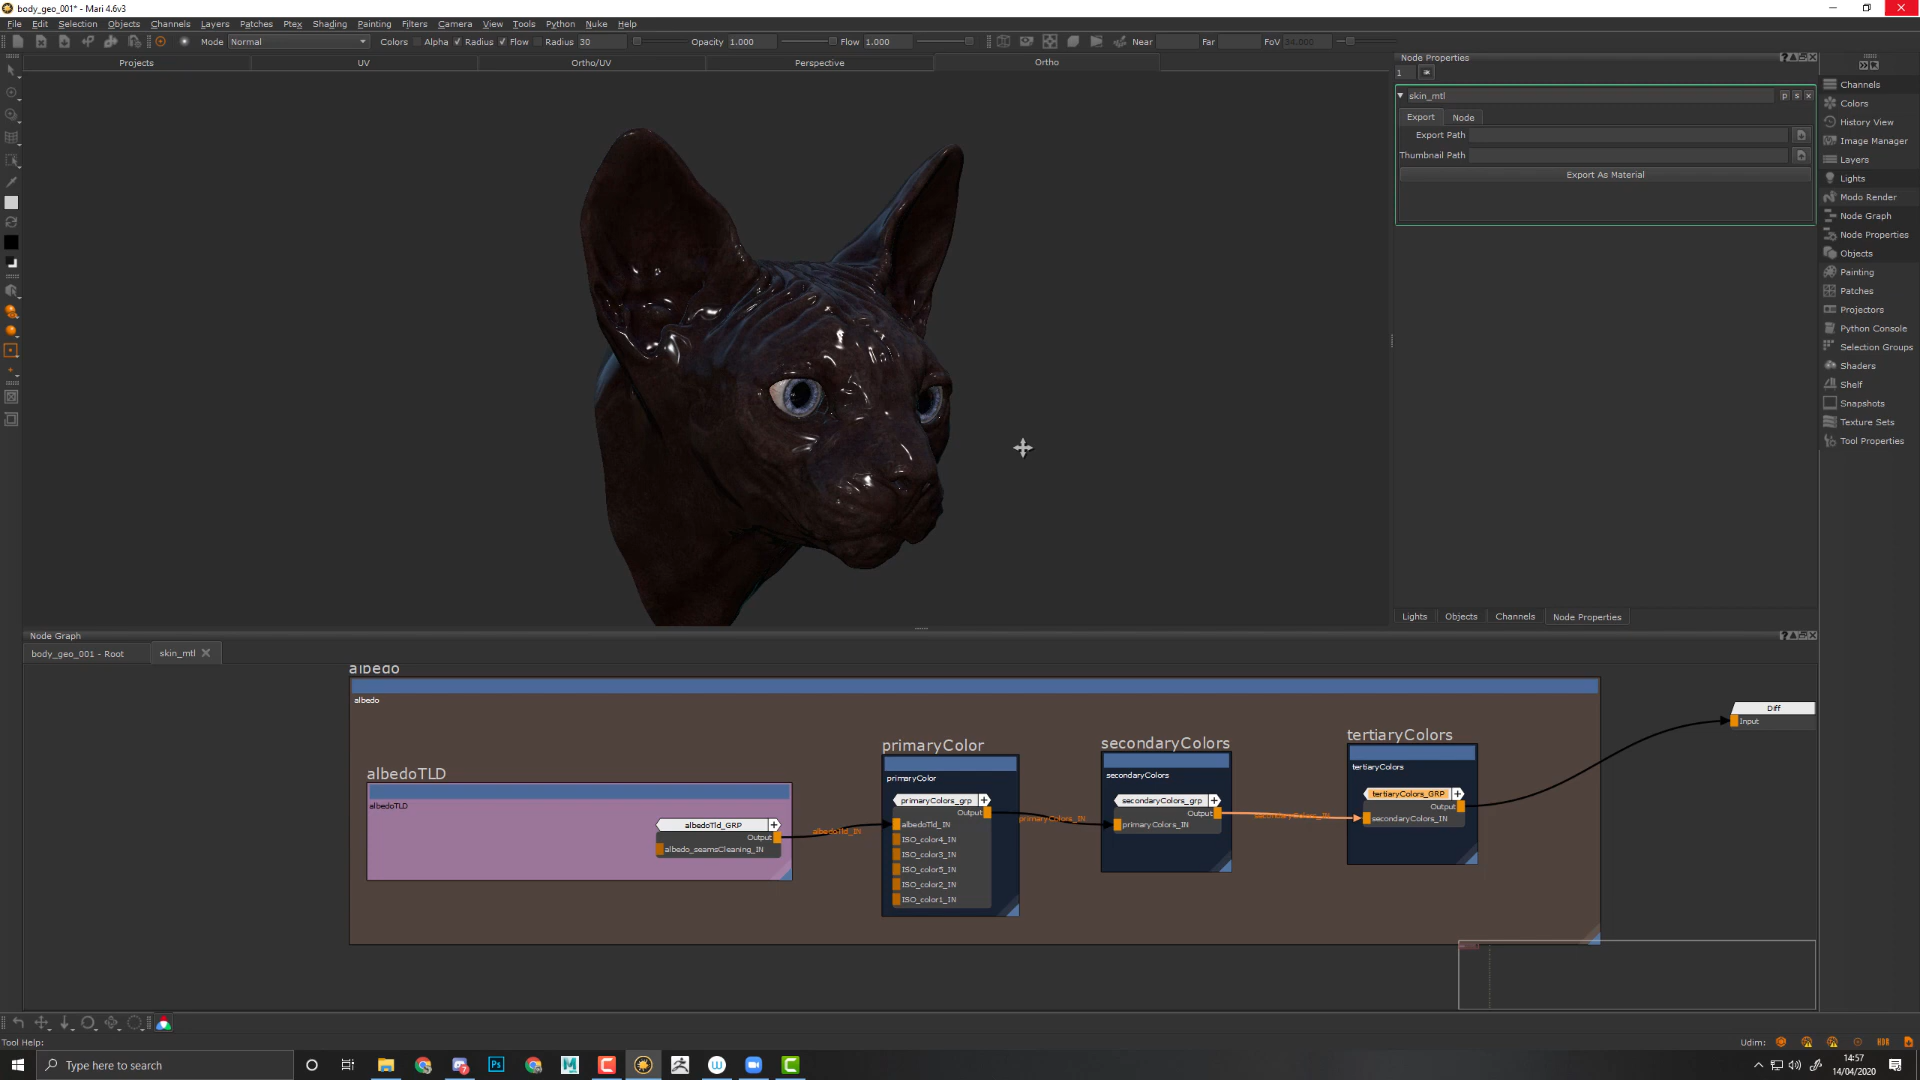 body_geo_001* - Mari 4.6v3
File Edit Selection Objects Channels Layers Patches Ptex Shading Painting Filters Camera View Tools Python Nuke Help
Mode Normal Colors Alpha Radius Flow Radius 30 Opacity 1.000 Flow 1.000 Near Far FoV 34.000
Projects UV Ortho/UV Perspective Ortho
Node Properties
1
skin_mtl p s x
Export Node
Export Path
Thumbnail Path
Export As Material
Channels
Colors
History View
Image Manager
Layers
Lights
Modo Render
Node Graph
Node Properties
Objects
Painting
Patches
Projectors
Python Console
Selection Groups
Shaders
Shelf
Snapshots
Texture Sets
Tool Properties
Lights Objects Channels Node Properties
Node Graph
body_geo_001 - Root skin_mtl
albedo
albedo
albedoTLD
albedoTLD
albedoTld_GRP +
Output
albedo_seamsCleaning_IN
albedoTld_IN
primaryColor
primaryColor
primaryColors_grp +
Output
albedoTld_IN
ISO_color4_IN
ISO_color3_IN
ISO_color5_IN
ISO_color2_IN
ISO_color1_IN
primaryColors_IN
secondaryColors
secondaryColors
secondaryColors_grp +
Output
primaryColors_IN
secondaryColors_IN
tertiaryColors
tertiaryColors
tertiaryColors_GRP +
Output
secondaryColors_IN
Diff
Input
Tool Help:
Udim:
HDR
Type here to search
14:57
14/04/2020